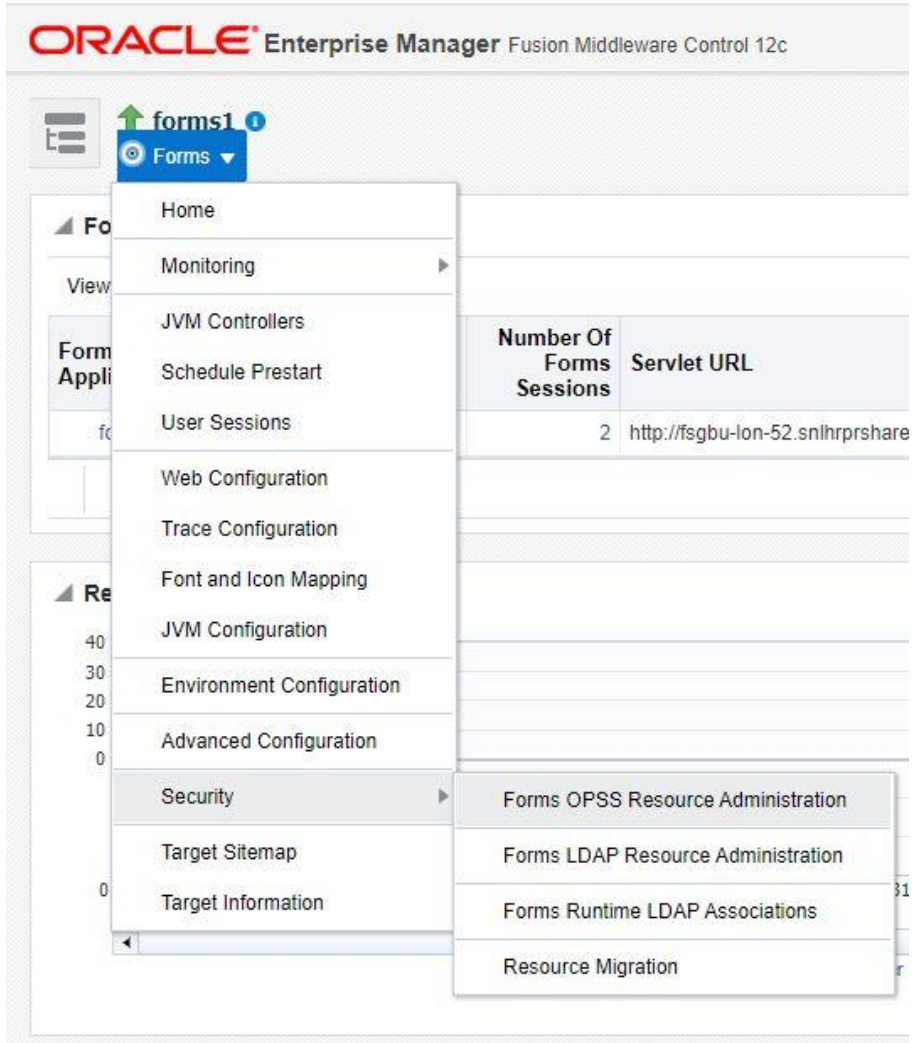 ORACLE Enterprise Manager Fusion Middleware Control 12c
forms1
Forms
Home
Monitoring
View
JVM Controllers
Schedule Prestart
User Sessions
Number Of
Forms
Sessions
Servlet URL
2 http://fsgbu-lon-52.snlhrprshare
Web Configuration
Trace Configuration
Font and Icon Mapping
JVM Configuration
Environment Configuration
Advanced Configuration
Security
Target Sitemap
Target Information
40
30
20
10
0
0
Forms OPSS Resource Administration
Forms LDAP Resource Administration
Forms Runtime LDAP Associations
Resource Migration